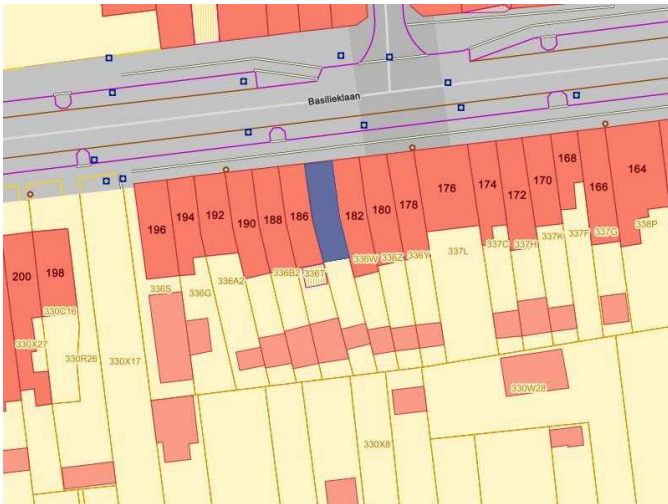 Basilieklaan
168
164
170
174
172
166
176
178
180
182
186
188
190
192
194
196
198
200
338P
337G
337F
337K
337H
337C
337L
336Y
336Z
336W
336T
336B2
336A2
336G
336S
330C16
330X27
330R26
330X17
330W28
330X8